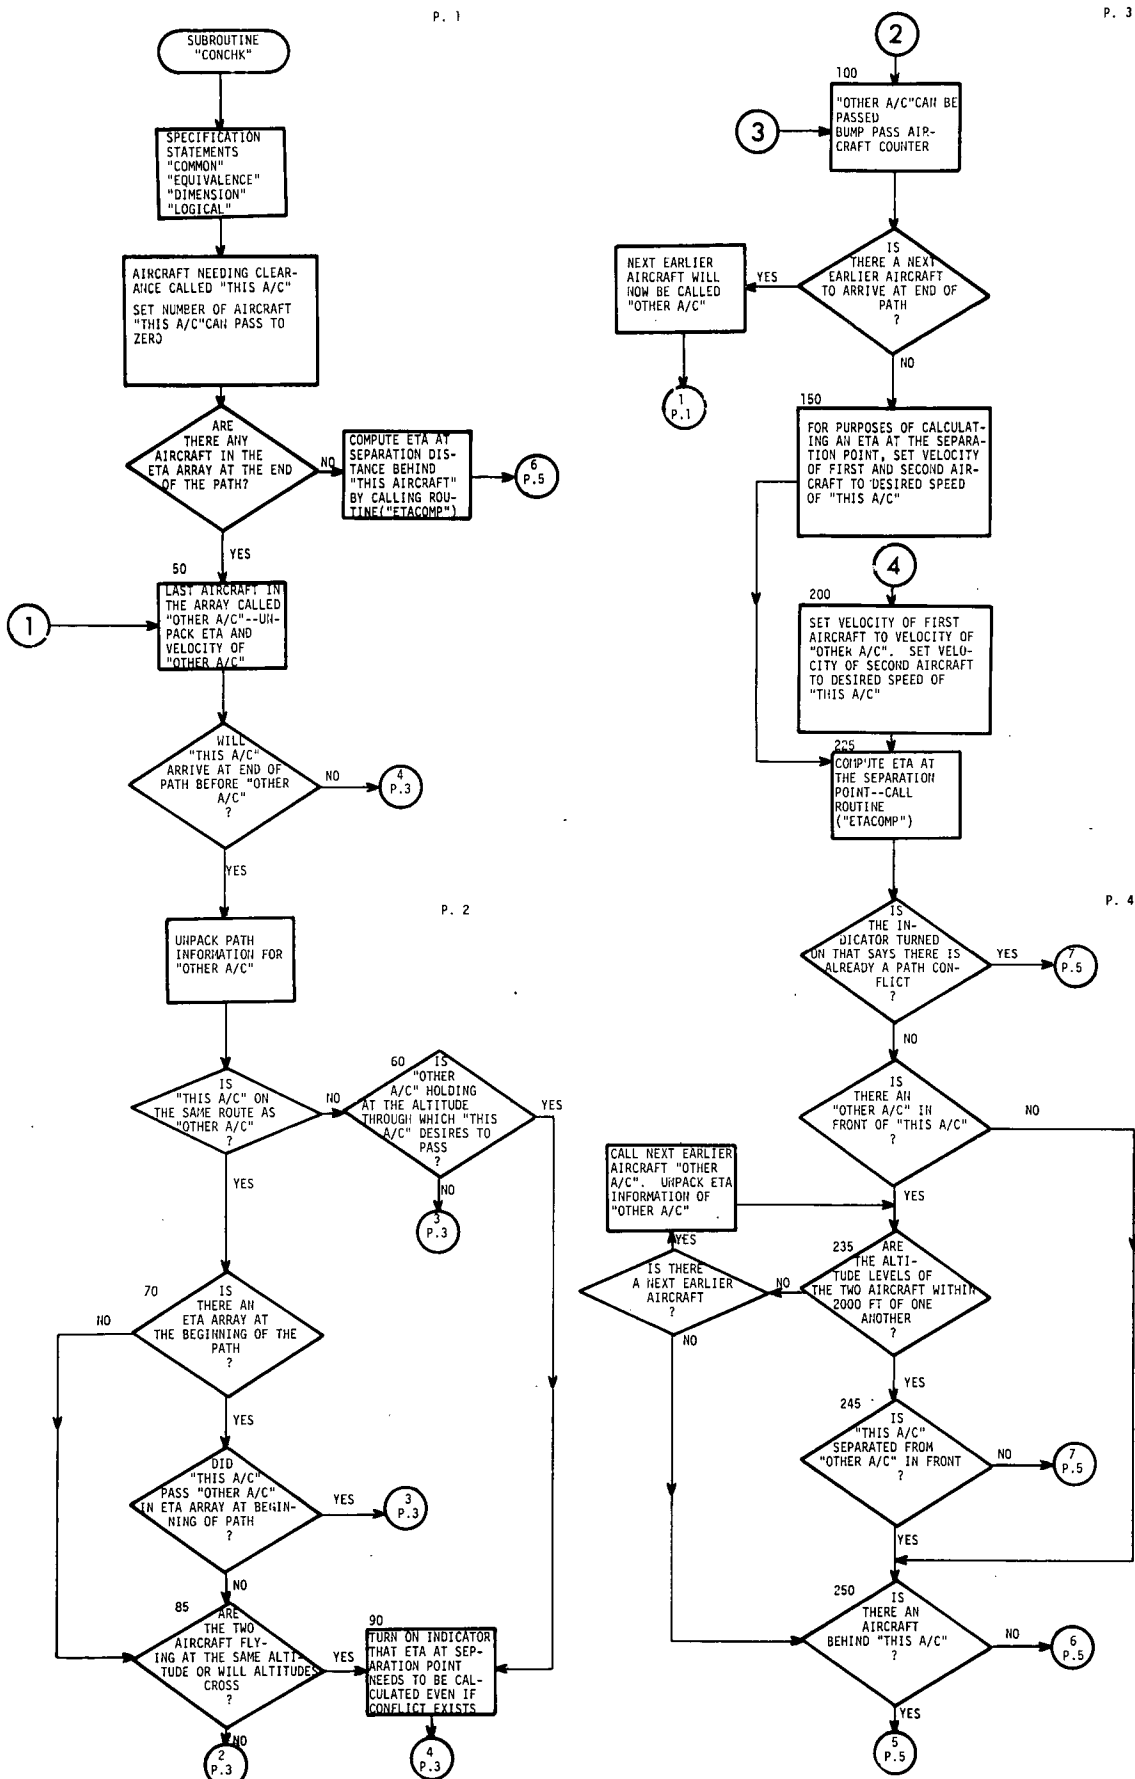 P. 1
SUBROUTINE
"CONCHK"
SPECIFICATION
STATEMENTS
"COMMON"
"EQUIVALENCE"
"DIMENSION"
"LOGICAL"
AIRCRAFT NEEDING CLEAR-
ANCE CALLED "THIS A/C"
SET NUMBER OF AIRCRAFT
"THIS A/C"CAN PASS TO
ZERO
ARE
THERE ANY
AIRCRAFT IN THE
ETA ARRAY AT THE END
OF THE PATH?
NO
COMPUTE ETA AT
SEPARATION DIS-
TANCE BEHIND
"THIS AIRCRAFT"
BY CALLING ROU-
TINE("ETACOMP")
6
P.5
YES
50
LAST AIRCRAFT IN
THE ARRAY CALLED
"OTHER A/C"--UN-
PACK ETA AND
VELOCITY OF
"OTHER A/C"
1
WILL
"THIS A/C"
ARRIVE AT END OF
PATH BEFORE "OTHER
A/C"
?
NO
4
P.3
YES
P. 2
UNPACK PATH
INFORMATION FOR
"OTHER A/C"
IS
"THIS A/C" ON
THE SAME ROUTE AS
"OTHER A/C"
?
NO
60
IS
"OTHER
A/C" HOLDING
AT THE ALTITUDE
THROUGH WHICH "THIS
A/C" DESIRES TO
PASS
?
YES
NO
3
P.3
YES
70
IS
THERE AN
ETA ARRAY AT
THE BEGINNING OF THE
PATH
?
NO
YES
DID
"THIS A/C"
PASS "OTHER A/C"
IN ETA ARRAY AT BEGIN-
NING OF PATH
?
YES
3
P.3
NO
85
ARE
THE TWO
AIRCRAFT FLY-
ING AT THE SAME ALTI-
TUDE OR WILL ALTITUDES
CROSS
?
YES
90
TURN ON INDICATOR
THAT ETA AT SEP-
ARATION POINT
NEEDS TO BE CAL-
CULATED EVEN IF
CONFLICT EXISTS
NO
2
P.3
4
P.3
P. 3
2
100
"OTHER A/C"CAN BE
PASSED
BUMP PASS AIR-
CRAFT COUNTER
3
IS
THERE A NEXT
EARLIER AIRCRAFT
TO ARRIVE AT END OF
PATH
?
YES
NEXT EARLIER
AIRCRAFT WILL
NOW BE CALLED
"OTHER A/C"
1
P.1
NO
150
FOR PURPOSES OF CALCULAT-
ING AN ETA AT THE SEPARA-
TION POINT, SET VELOCITY
OF FIRST AND SECOND AIR-
CRAFT TO DESIRED SPEED
OF "THIS A/C"
4
200
SET VELOCITY OF FIRST
AIRCRAFT TO VELOCITY OF
"OTHER A/C". SET VELO-
CITY OF SECOND AIRCRAFT
TO DESIRED SPEED OF
"THIS A/C"
225
COMPUTE ETA AT
THE SEPARATION
POINT--CALL
ROUTINE
("ETACOMP")
P. 4
IS
THE IN-
DICATOR TURNED
ON THAT SAYS THERE IS
ALREADY A PATH CON-
FLICT
?
YES
7
P.5
NO
IS
THERE AN
"OTHER A/C" IN
FRONT OF "THIS A/C"
?
NO
YES
CALL NEXT EARLIER
AIRCRAFT "OTHER
A/C". UNPACK ETA
INFORMATION OF
"OTHER A/C"
YES
235
ARE
THE ALTI-
TUDE LEVELS OF
THE TWO AIRCRAFT WITHIN
2000 FT OF ONE
ANOTHER
?
NO
IS THERE
A NEXT EARLIER
AIRCRAFT
?
NO
YES
245
IS
"THIS A/C"
SEPARATED FROM
"OTHER A/C" IN FRONT
?
NO
7
P.5
YES
250
IS
THERE AN
AIRCRAFT
BEHIND "THIS A/C"
?
NO
6
P.5
YES
5
P.5